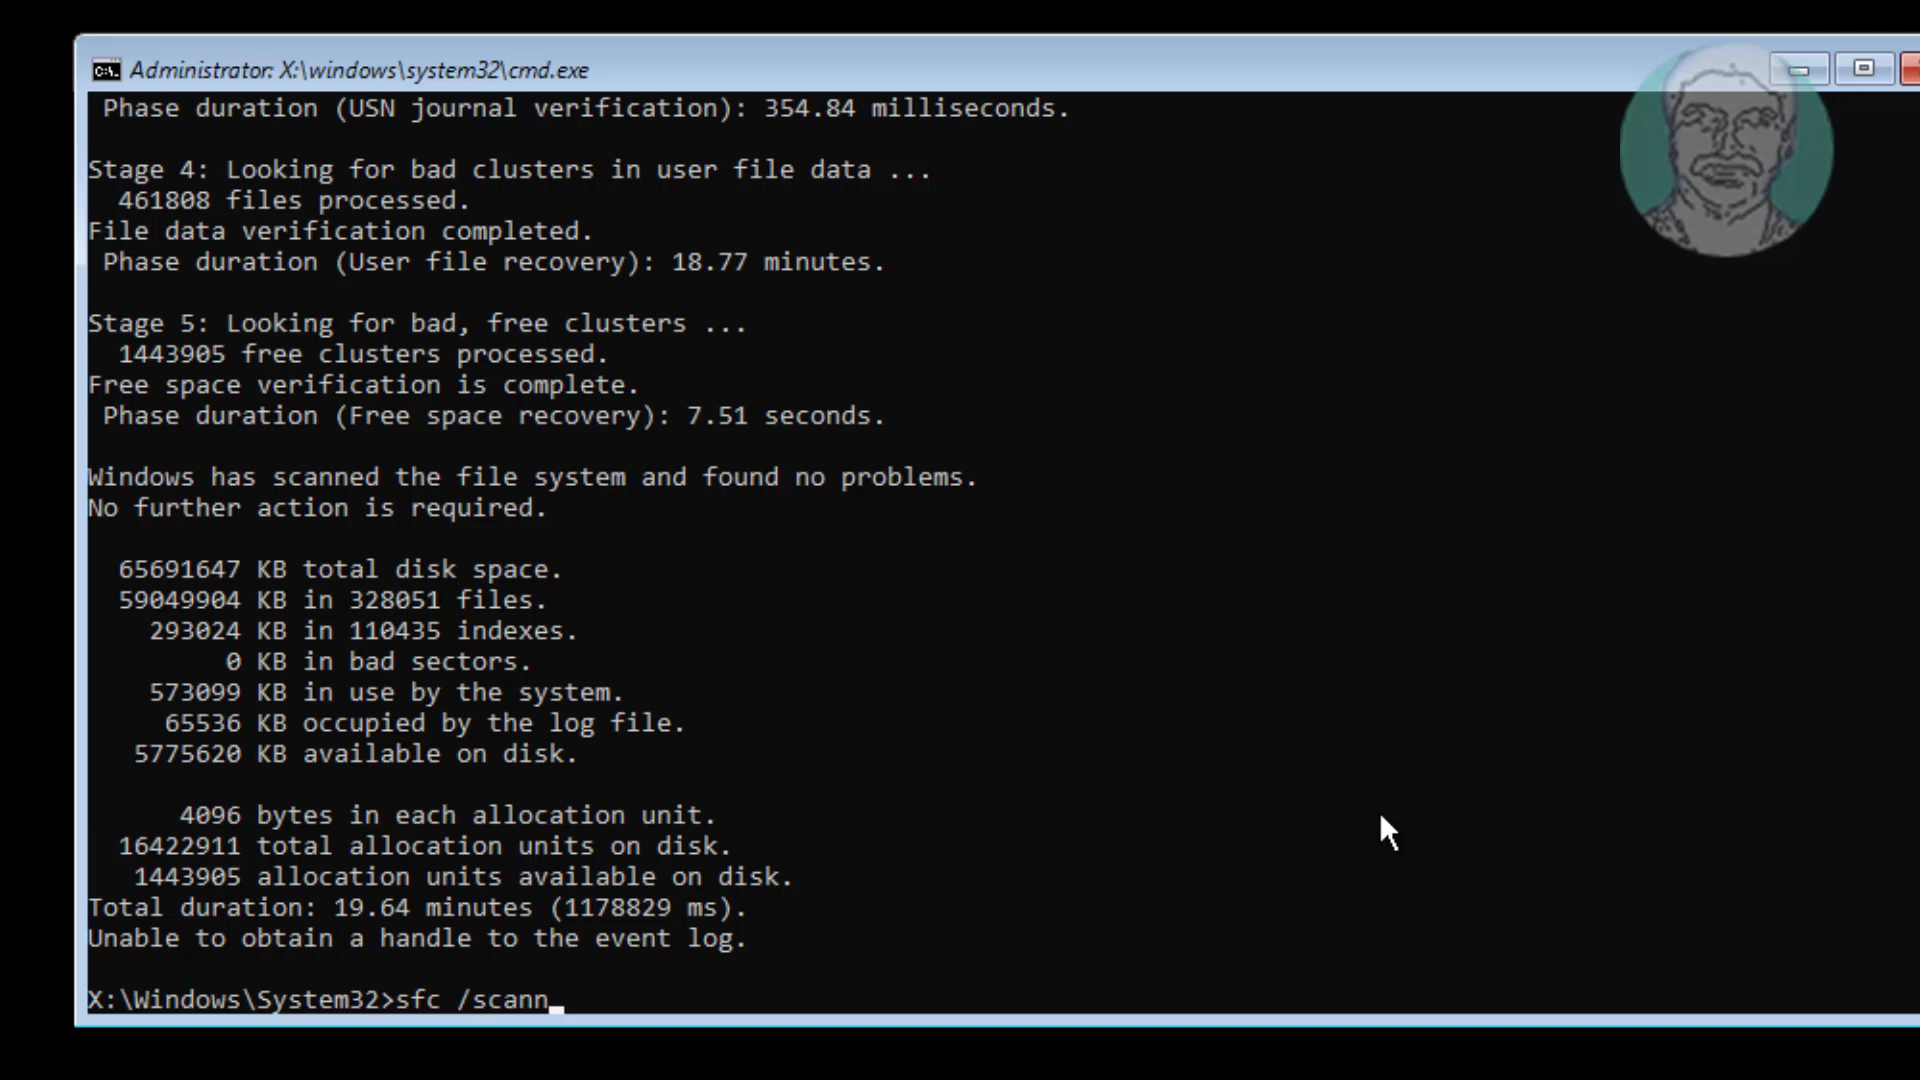 Administrator: X:\windows\system32\cmd.exe
Phase duration (USN journal verification): 354.84 milliseconds.
Stage 4: Looking for bad clusters in user file data ...
461808 files processed.
File data verification completed.
Phase duration (User file recovery): 18.77 minutes.
Stage 5: Looking for bad, free clusters ...
1443905 free clusters processed.
Free space verification is complete.
Phase duration (Free space recovery): 7.51 seconds.
Windows has scanned the file system and found no problems.
No further action is required.
65691647 KB total disk space.
59049904 KB in 328051 files.
293024 KB in 110435 indexes.
0 KB in bad sectors.
573099 KB in use by the system.
65536 KB occupied by the log file.
5775620 KB available on disk.
4096 bytes in each allocation unit.
16422911 total allocation units on disk.
1443905 allocation units available on disk.
Total duration: 19.64 minutes (1178829 ms).
Unable to obtain a handle to the event log.
X:\Windows\System32>sfc /scann